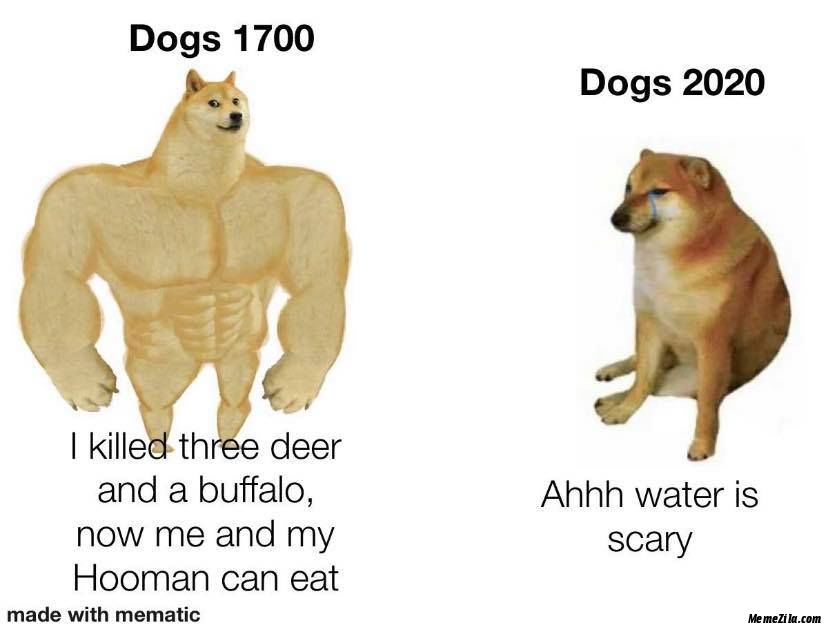 Dogs 1700
Dogs 2020
I killed three deer
and a buffalo,
now me and my
Hooman can eat
Ahhh water is
scary
made with mematic
MemeZila.com